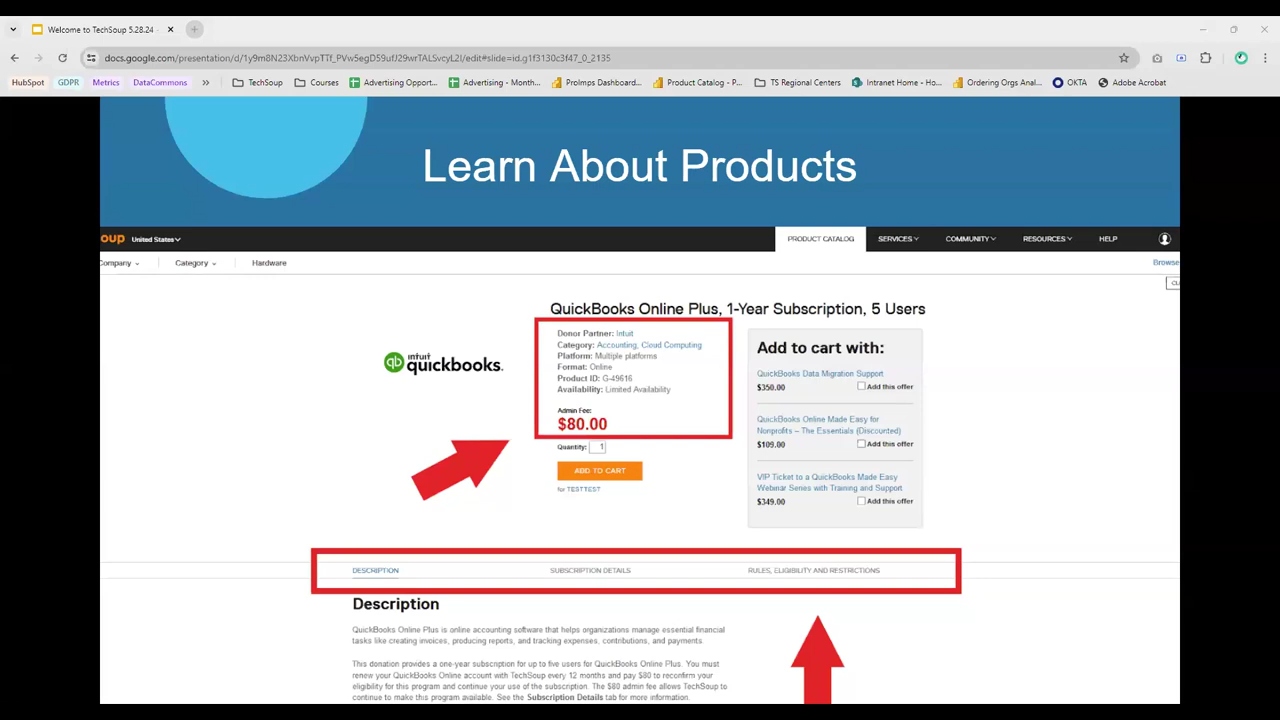 Welcome to TechSoup 5.28.24 -
docs.google.com/presentation/d/1y9m8N23XbnVvpTTf_PVw5egD59ufJ29wrTALSvcyL2I/edit#slide=id.g1f3130c3f47_0_2135
HubSpot GDPR Metrics DataCommons » TechSoup Courses Advertising Opport... Advertising - Month... ProImps Dashboard... Product Catalog - P... TS Regional Centers Intranet Home - Ho... Ordering Orgs Anal... OKTA Adobe Acrobat
Learn About Products
oup United States PRODUCT CATALOG SERVICES COMMUNITY RESOURCES HELP
Company Category Hardware Browse
QuickBooks Online Plus, 1-Year Subscription, 5 Users
intuit
quickbooks.
Donor Partner: Intuit
Category: Accounting, Cloud Computing
Platform: Multiple platforms
Format: Online
Product ID: G-49616
Availability: Limited Availability
Admin Fee:
$80.00
Quantity: 1
ADD TO CART
for TESTTEST
Add to cart with:
QuickBooks Data Migration Support
$350.00 Add this offer
QuickBooks Online Made Easy for
Nonprofits – The Essentials (Discounted)
$109.00 Add this offer
VIP Ticket to a QuickBooks Made Easy
Webinar Series with Training and Support
$349.00 Add this offer
DESCRIPTION SUBSCRIPTION DETAILS RULES, ELIGIBILITY AND RESTRICTIONS
Description
QuickBooks Online Plus is online accounting software that helps organizations manage essential financial
tasks like creating invoices, producing reports, and tracking expenses, contributions, and payments
This donation provides a one-year subscription for up to five users for QuickBooks Online Plus. You must
renew your QuickBooks Online account with TechSoup every 12 months and pay $80 to reconfirm your
eligibility for this program and continue your use of the subscription. The $80 admin fee allows TechSoup to
continue to make this program available. See the Subscription Details tab for more information.